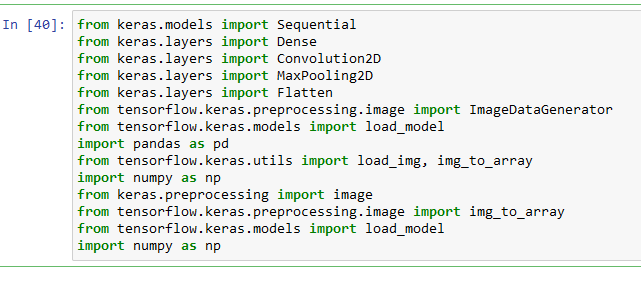 In [40]: from keras.models import Sequential
from keras.layers import Dense
from keras.layers import Convolution2D
from keras.layers import MaxPooling2D
from keras.layers import Flatten
from tensorflow.keras.preprocessing.image import ImageDataGenerator
from tensorflow.keras.models import load_model
import pandas as pd
from tensorflow.keras.utils import load_img, img_to_array
import numpy as np
from keras.preprocessing import image
from tensorflow.keras.preprocessing.image import img_to_array
from tensorflow.keras.models import load_model
import numpy as np